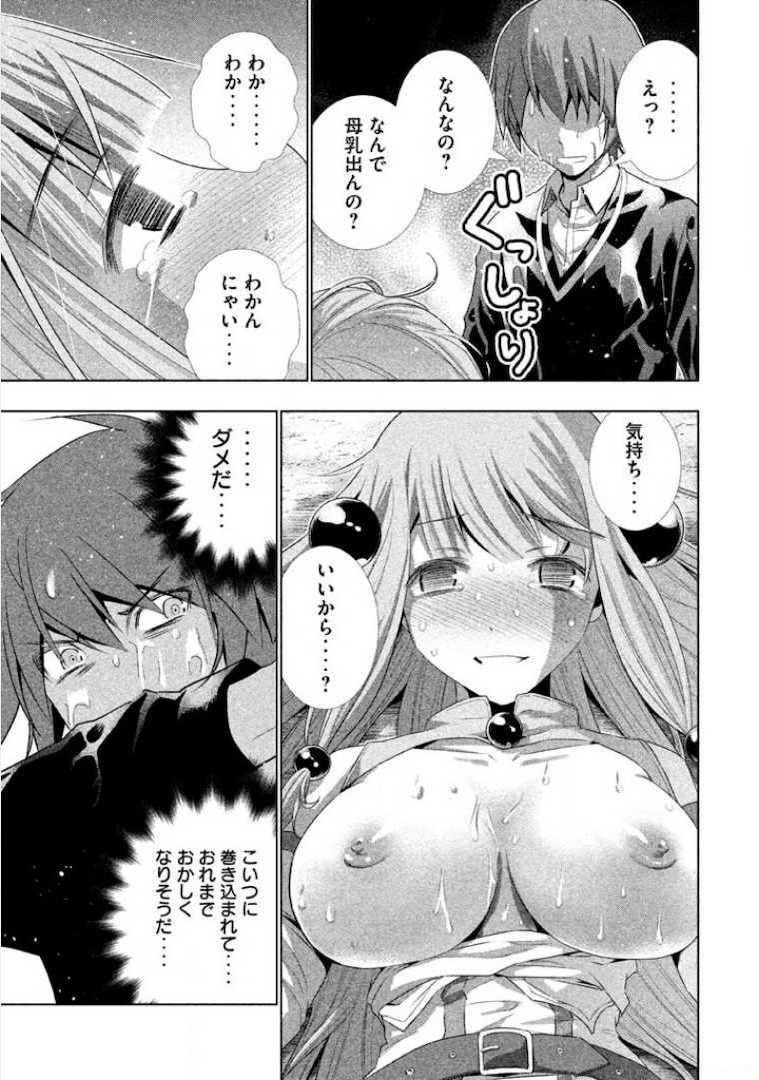 ‥‥‥
えっ？
なんなの？
なんで
母乳出んの？
ぐっしょり
わか‥‥‥
わか‥‥
わかん
にゃい‥‥
気持ち‥‥
いいから‥‥？
‥‥‥
ダメだ‥‥
こいつに
巻き込まれて‥‥
おれまで
おかしく
なりそうだ‥‥